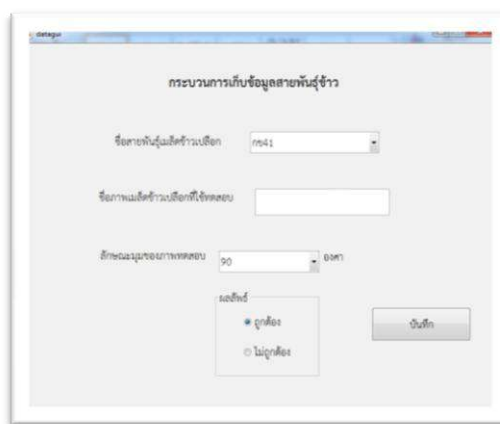 datagui
กระบวนการเก็บข้อมูลสายพันธุ์ข้าว
ชื่อสายพันธุ์เมล็ดข้าวเปลือก กข41
ชื่อภาพเมล็ดข้าวเปลือกที่ใช้ทดสอบ
ลักษณะมุมของภาพทดสอบ 90 องศา
ผลลัพธ์
ถูกต้อง
ไม่ถูกต้อง
บันทึก